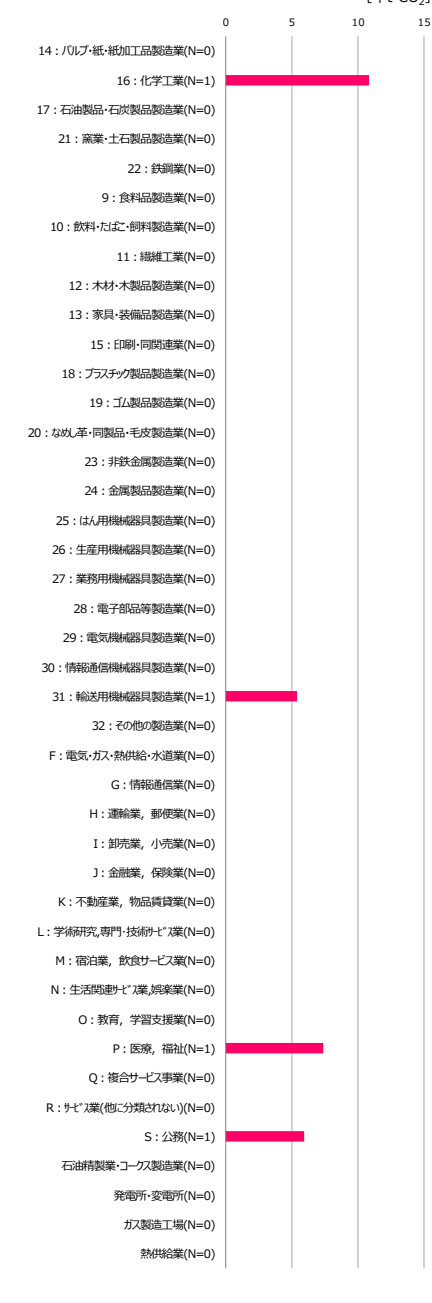 [千t-CO₂]
0 5 10 15
14：パルプ・紙・紙加工品製造業(N=0)
16：化学工業(N=1)
17：石油製品・石炭製品製造業(N=0)
21：窯業・土石製品製造業(N=0)
22：鉄鋼業(N=0)
9：食料品製造業(N=0)
10：飲料・たばこ・飼料製造業(N=0)
11：繊維工業(N=0)
12：木材・木製品製造業(N=0)
13：家具・装備品製造業(N=0)
15：印刷・同関連業(N=0)
18：プラスチック製品製造業(N=0)
19：ゴム製品製造業(N=0)
20：なめし革・同製品・毛皮製造業(N=0)
23：非鉄金属製造業(N=0)
24：金属製品製造業(N=0)
25：はん用機械器具製造業(N=0)
26：生産用機械器具製造業(N=0)
27：業務用機械器具製造業(N=0)
28：電子部品等製造業(N=0)
29：電気機械器具製造業(N=0)
30：情報通信機械器具製造業(N=0)
31：輸送用機械器具製造業(N=1)
32：その他の製造業(N=0)
F：電気・ガス・熱供給・水道業(N=0)
G：情報通信業(N=0)
H：運輸業，郵便業(N=0)
I：卸売業，小売業(N=0)
J：金融業，保険業(N=0)
K：不動産業，物品賃貸業(N=0)
L：学術研究,専門・技術ｻｰﾋﾞｽ業(N=0)
M：宿泊業，飲食サービス業(N=0)
N：生活関連ｻｰﾋﾞｽ業,娯楽業(N=0)
O：教育，学習支援業(N=0)
P：医療，福祉(N=1)
Q：複合サービス事業(N=0)
R：ｻｰﾋﾞｽ業(他に分類されない)(N=0)
S：公務(N=1)
石油精製業・コークス製造業(N=0)
発電所・変電所(N=0)
ガス製造工場(N=0)
熱供給業(N=0)